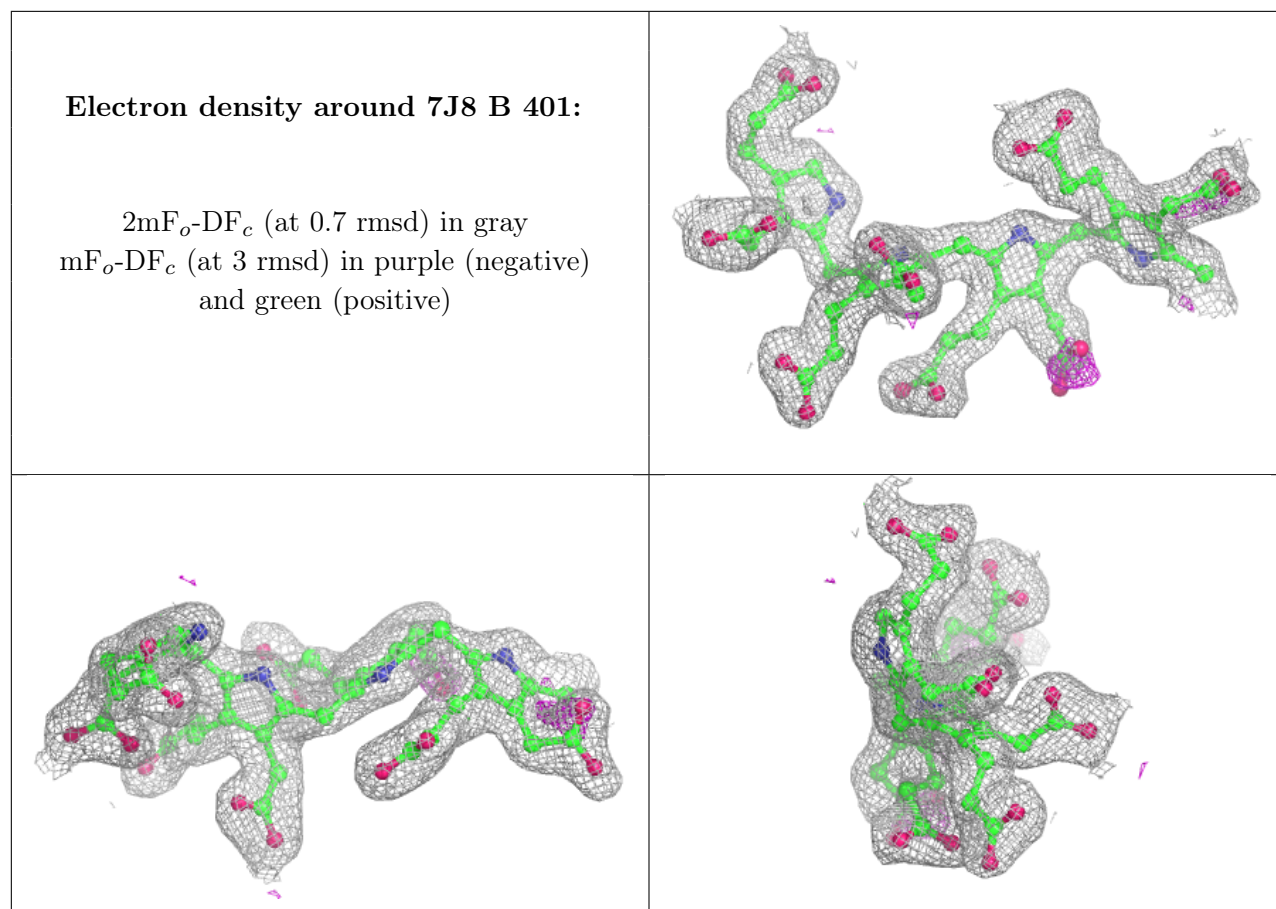 Electron density around 7J8 B 401:
2mFo-DFc (at 0.7 rmsd) in gray
mFo-DFc (at 3 rmsd) in purple (negative)
and green (positive)